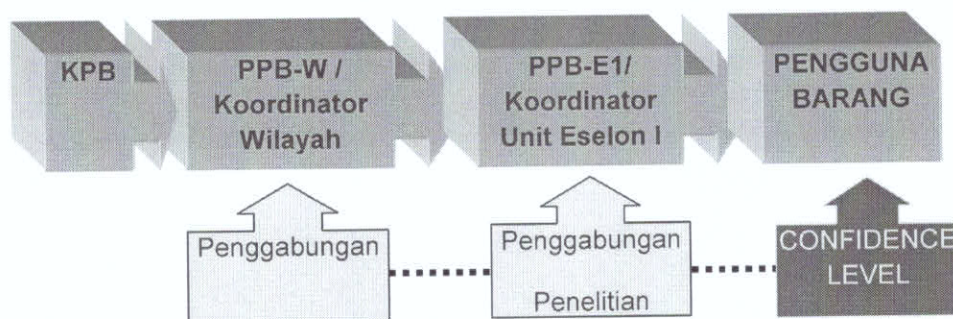 KPB
PPB-W /
Koordinator
Wilayah
PPB-E1/
Koordinator
Unit Eselon I
PENGGUNA
BARANG
Penggabungan
Penggabungan
Penelitian
CONFIDENCE
LEVEL